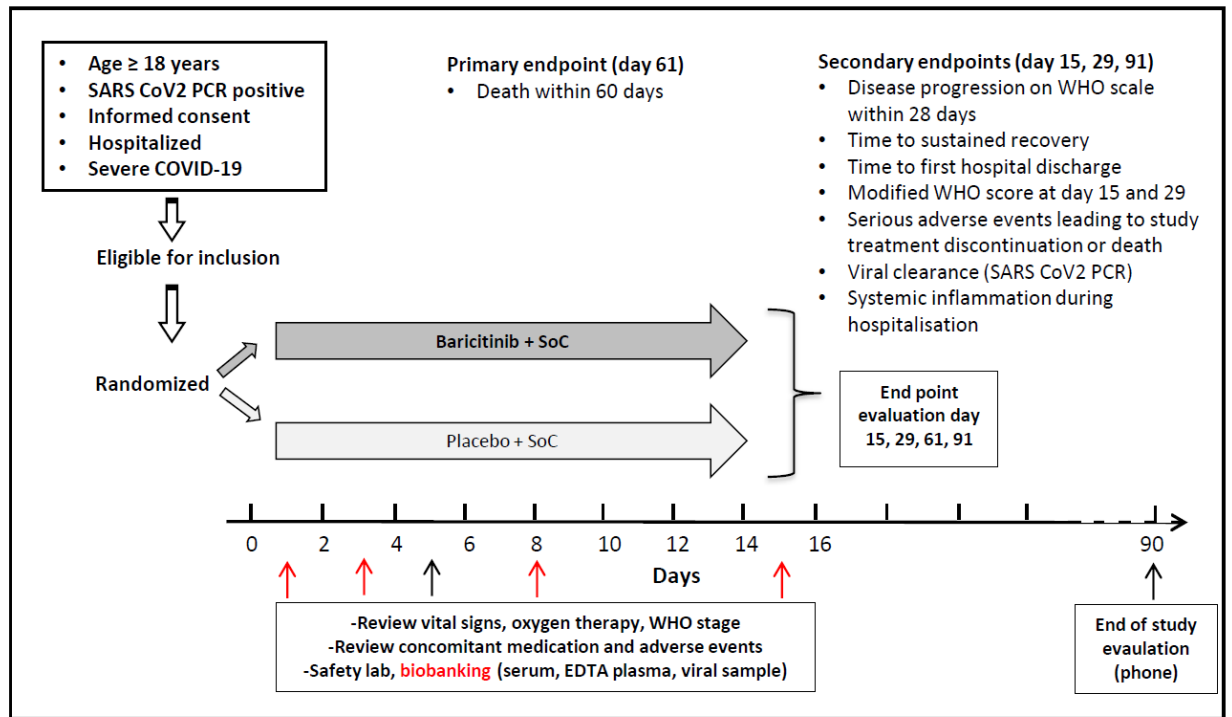 • Age ≥ 18 years
• SARS CoV2 PCR positive
• Informed consent
• Hospitalized
• Severe COVID-19
Eligible for inclusion
Randomized
Primary endpoint (day 61)
• Death within 60 days
Secondary endpoints (day 15, 29, 91)
• Disease progression on WHO scale
within 28 days
• Time to sustained recovery
• Time to first hospital discharge
• Modified WHO score at day 15 and 29
• Serious adverse events leading to study
treatment discontinuation or death
• Viral clearance (SARS CoV2 PCR)
• Systemic inflammation during
hospitalisation
Baricitinib + SoC
Placebo + SoC
End point
evaluation day
15, 29, 61, 91
0 2 4 6 8 10 12 14 16 90
Days
-Review vital signs, oxygen therapy, WHO stage
-Review concomitant medication and adverse events
-Safety lab, biobanking (serum, EDTA plasma, viral sample)
End of study
evaulation
(phone)